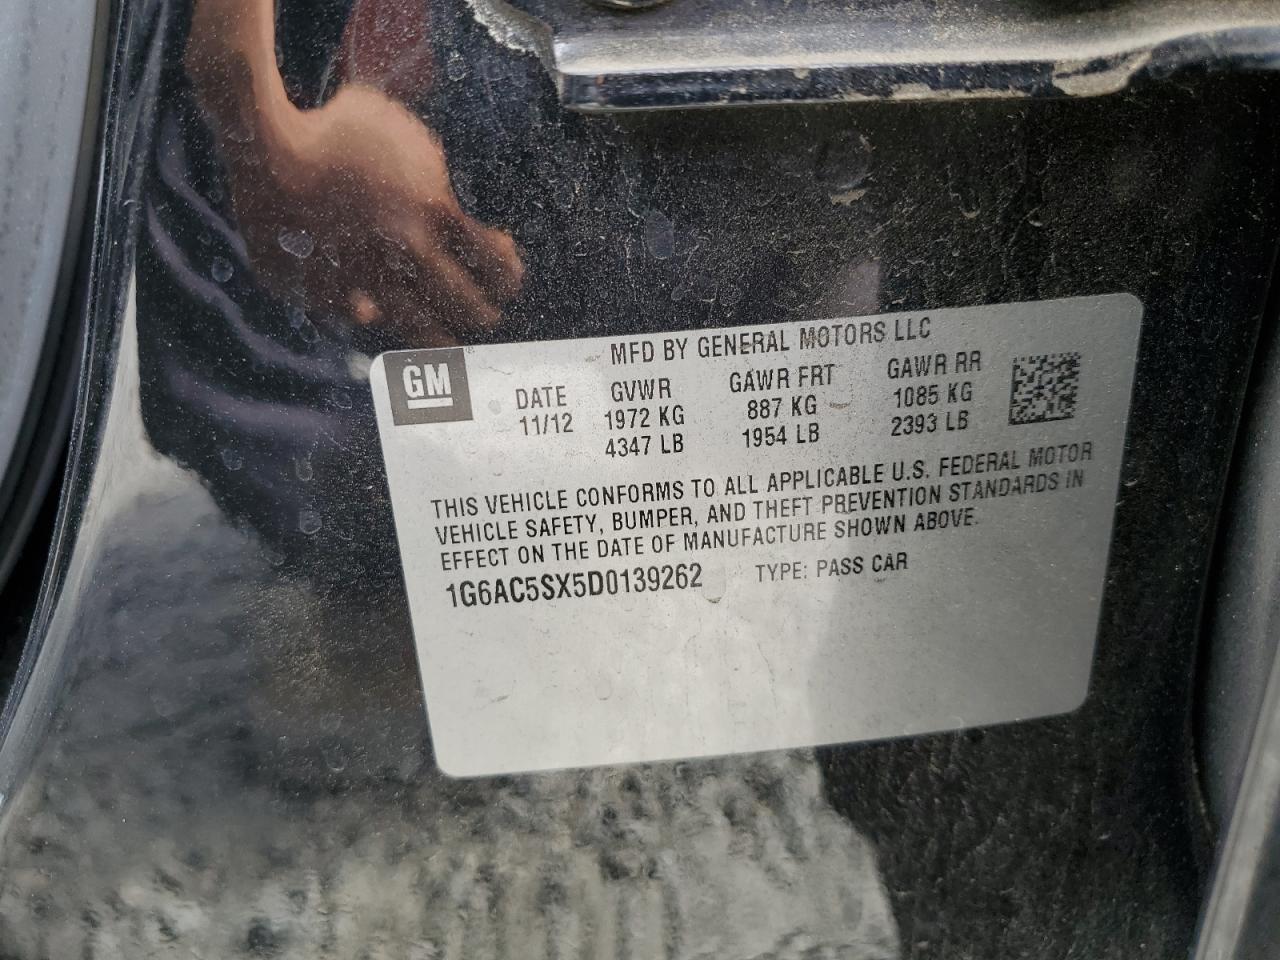 GM
MFD BY GENERAL MOTORS LLC
DATE GVWR GAWR FRT GAWR RR
11/12 1972 KG 887 KG 1085 KG
4347 LB 1954 LB 2393 LB
THIS VEHICLE CONFORMS TO ALL APPLICABLE U.S. FEDERAL MOTOR
VEHICLE SAFETY, BUMPER, AND THEFT PREVENTION STANDARDS IN
EFFECT ON THE DATE OF MANUFACTURE SHOWN ABOVE.
1G6AC5SX5D0139262 TYPE: PASS CAR